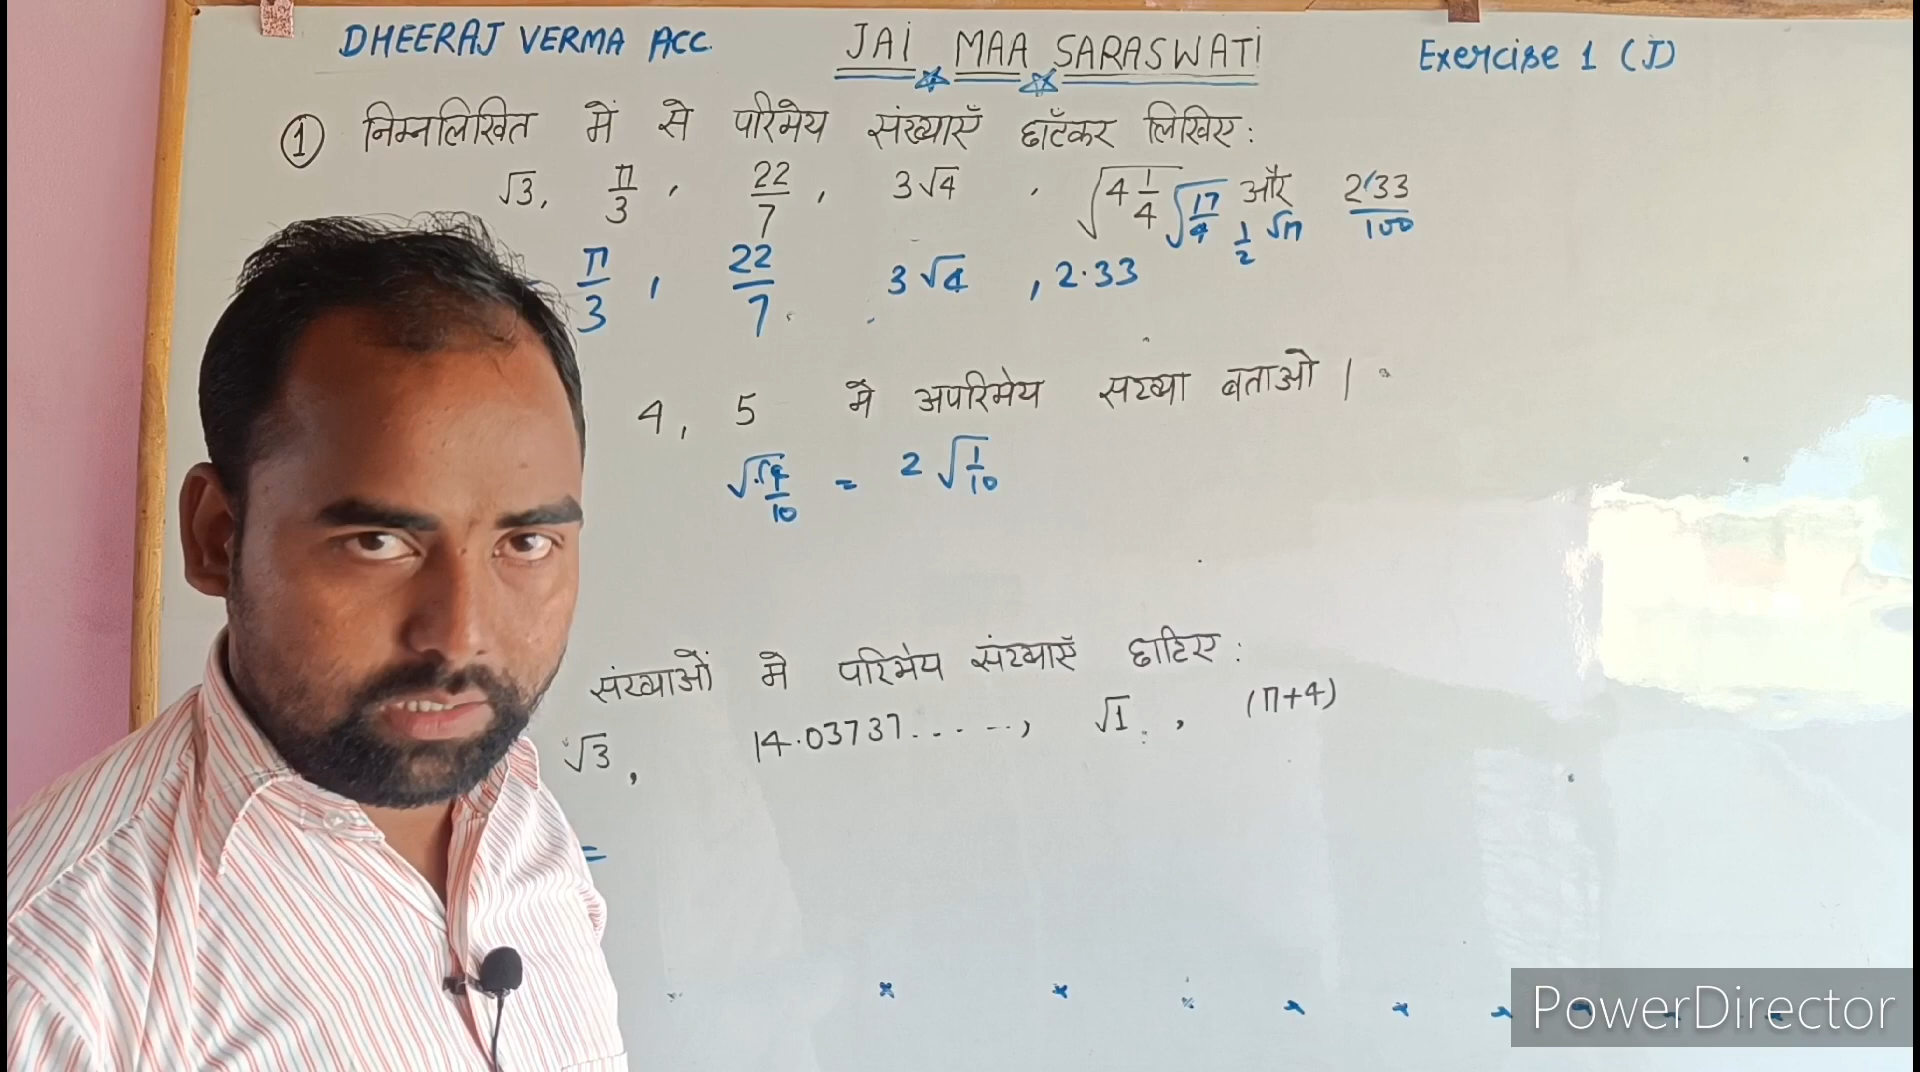 DHEERAJ VERMA ACC. JAI MAA SARASWATI Exercise 1 (J)
① निम्नलिखित में से परिमेय संख्याएँ छाँटकर लिखिए:
√3, π/3, 22/7, 3√4, √4 1/4 √17/4 और 2.33/100
1/2 √17
π/3, 22/7 3√4, 2.33
4, 5 मे अपरिमेय सख्या बताओ |
= 2√1/10
संख्याओं मे परिमेय संख्याएँ छाटिए:
√3, 14.03737......, √1, (π+4)
=
PowerDirector